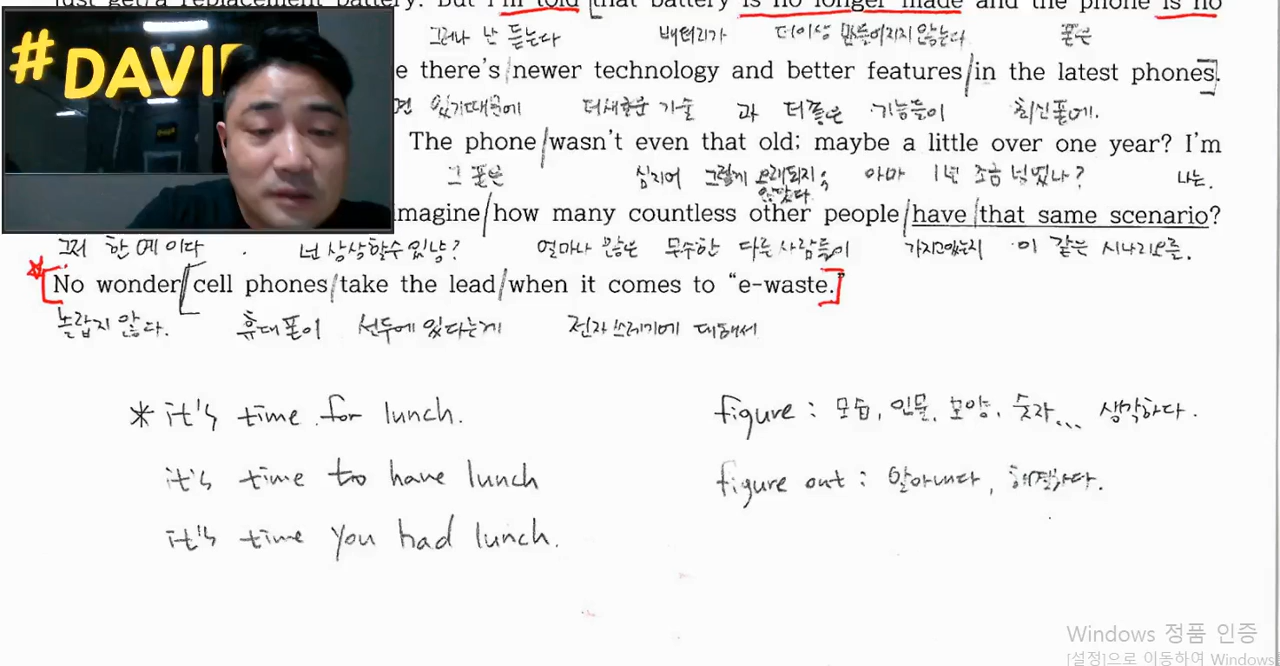 just get/a replacement battery. But I'm told [that battery is no longer made and the phone is no
그러나 난 듣는다 배터리가 더이상 만들어지지 않는다 폰은
#DAVI
e there's/newer technology and better features/in the latest phones].
면 있기때문에 더새로운 기술 과 더좋은 기능들이 최신폰에.
The phone/wasn't even that old; maybe a little over one year? I'm
그 폰은 심지어 그렇게 오래되지 않았다; 아마 1년 조금 넘었나? 나는.
imagine/how many countless other people/have/that same scenario?
그저 한 예이다 넌 상상할수있냥? 얼마나 많은 무수한 다른 사람들이 가지고있는지 이 같은 시나리오를.
☆[No wonder/[cell phones/take the lead/when it comes to "e-waste."]
놀랍지 않다. 휴대폰이 선두에 있다는게 전자쓰레기에 대해서
* it's time for lunch.
it's time to have lunch
it's time you had lunch.
figure : 모습, 인물, 모양, 숫자... 생각하다.
figure out : 알아내다, 해결하다.
Windows 정품 인증
[설정]으로 이동하여 Windows